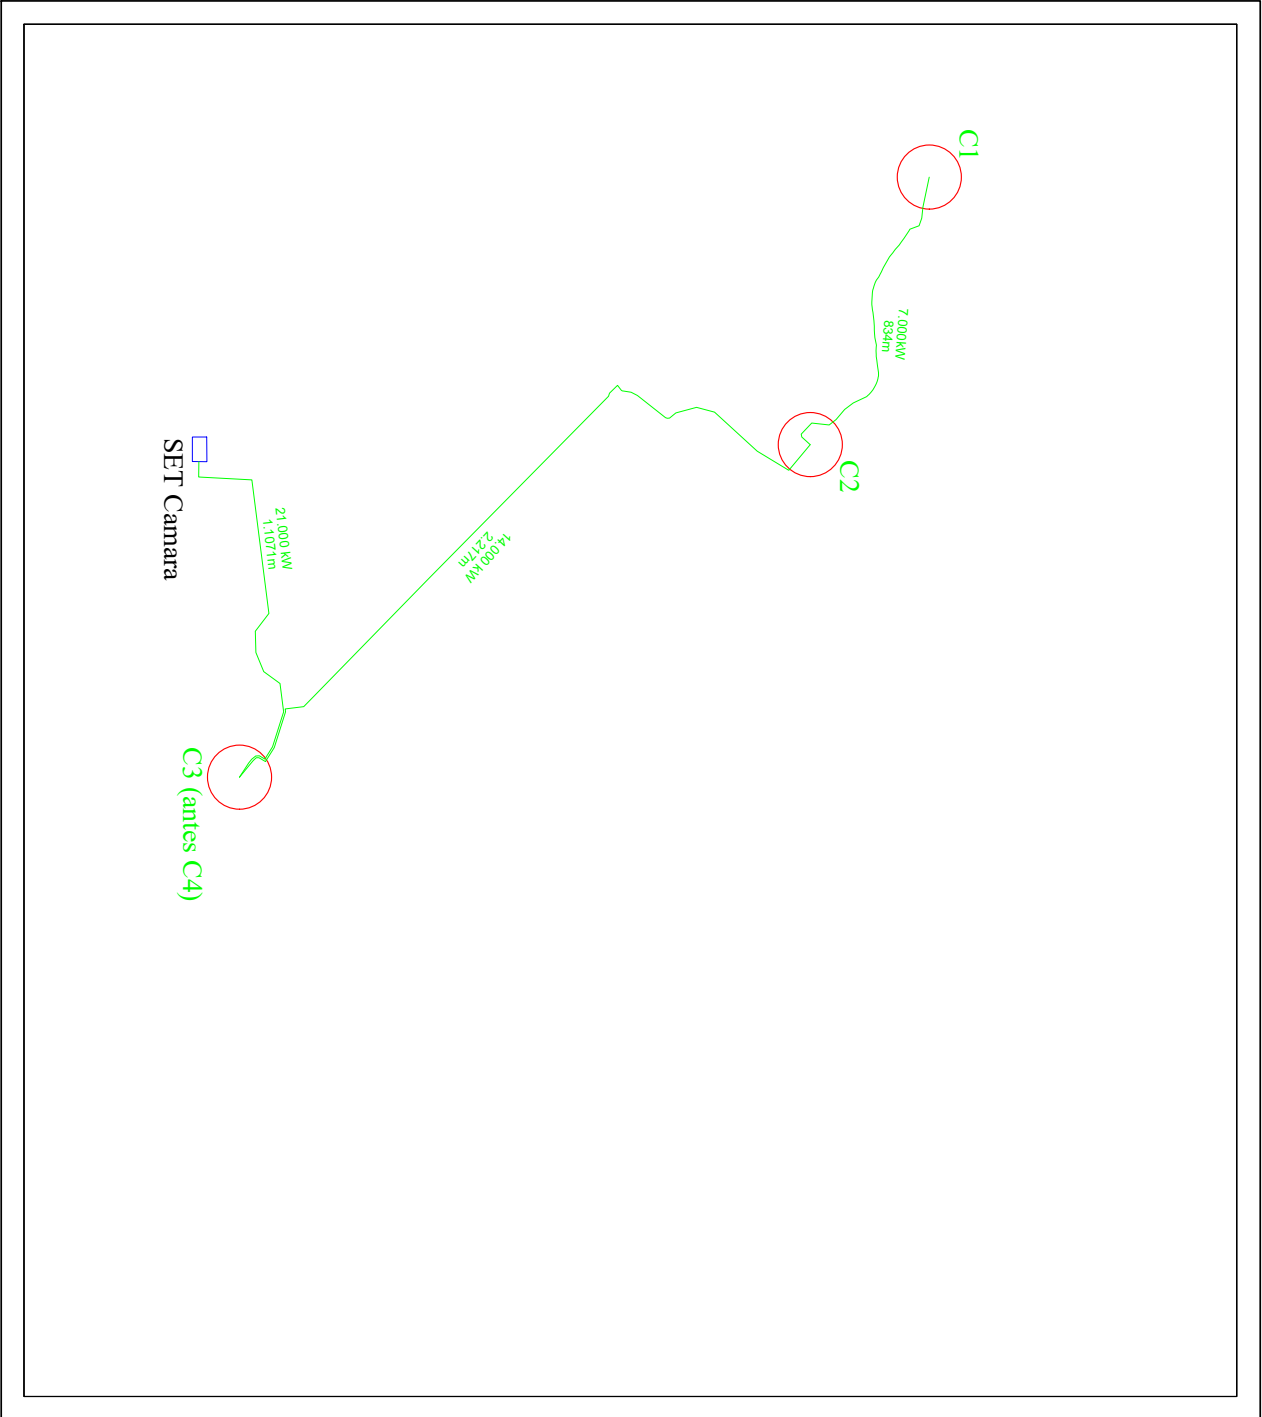 C1
7.000kW
834m
C2
14.000 kW
2.217m
SET Camara
21.000 kW
1.1071m
C3 (antes C4)